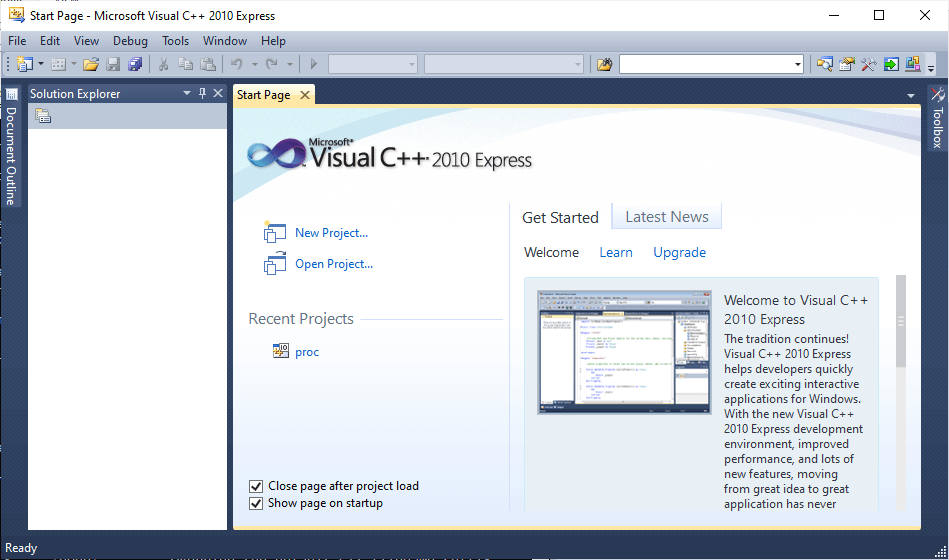 Start Page - Microsoft Visual C++ 2010 Express
File Edit View Debug Tools Window Help
Document Outline
Solution Explorer
Start Page
Toolbox
Microsoft®
Visual C++ 2010 Express
New Project...
Open Project...
Recent Projects
proc
Close page after project load
Show page on startup
Get Started
Latest News
Welcome Learn Upgrade
Welcome to Visual C++
2010 Express
The tradition continues!
Visual C++ 2010 Express
helps developers quickly
create exciting interactive
applications for Windows.
With the new Visual C++
2010 Express development
environment, improved
performance, and lots of
new features, moving
from great idea to great
application has never
Ready